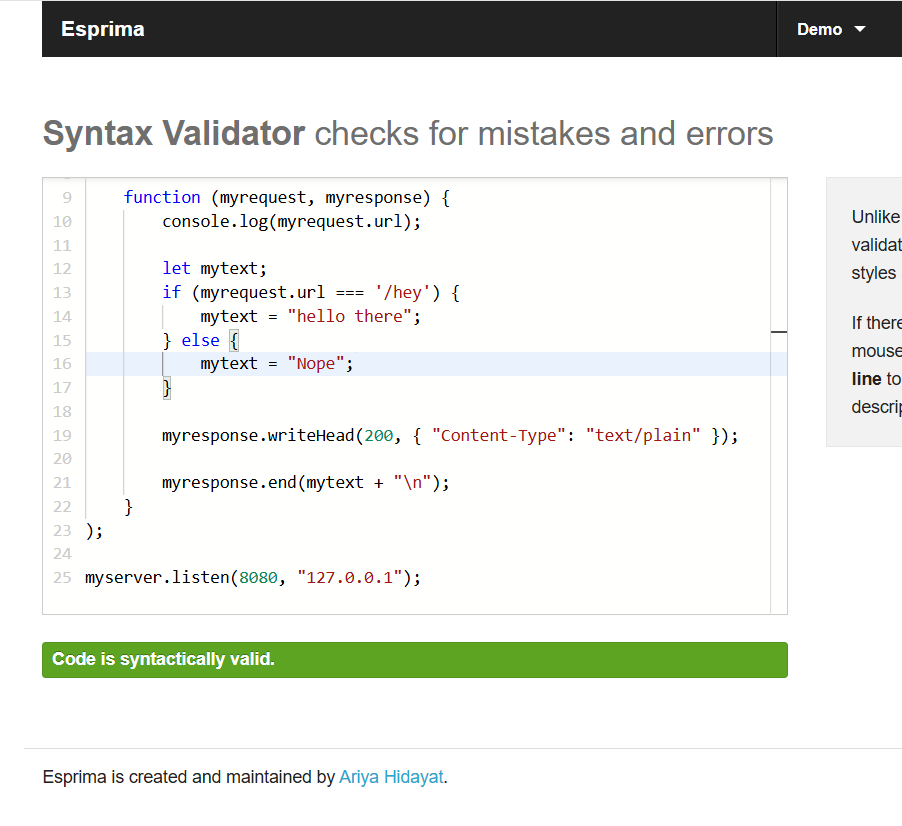 Esprima
Demo
Syntax Validator checks for mistakes and errors
9 function (myrequest, myresponse) {
10 console.log(myrequest.url);
11
12 let mytext;
13 if (myrequest.url === '/hey') {
14 mytext = "hello there";
15 } else {
16 mytext = "Nope";
17 }
18
19 myresponse.writeHead(200, { "Content-Type": "text/plain" });
20
21 myresponse.end(mytext + "\n");
22 }
23 );
24
25 myserver.listen(8080, "127.0.0.1");
Unlike
validat
styles
If there
mouse
line to
descrip
Code is syntactically valid.
Esprima is created and maintained by Ariya Hidayat.